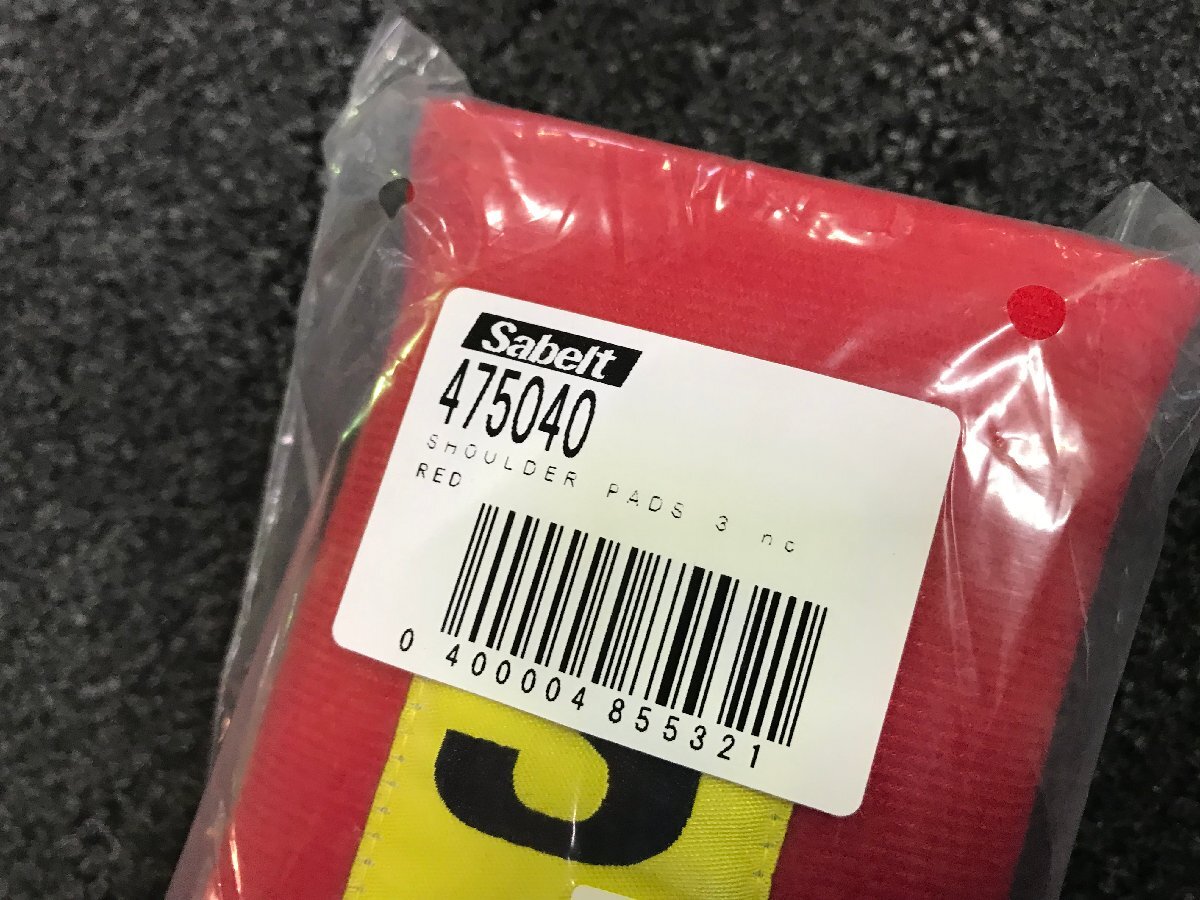 Sabelt
475040
SHOULDER PADS 3 nc
RED
0 400004 855321
S